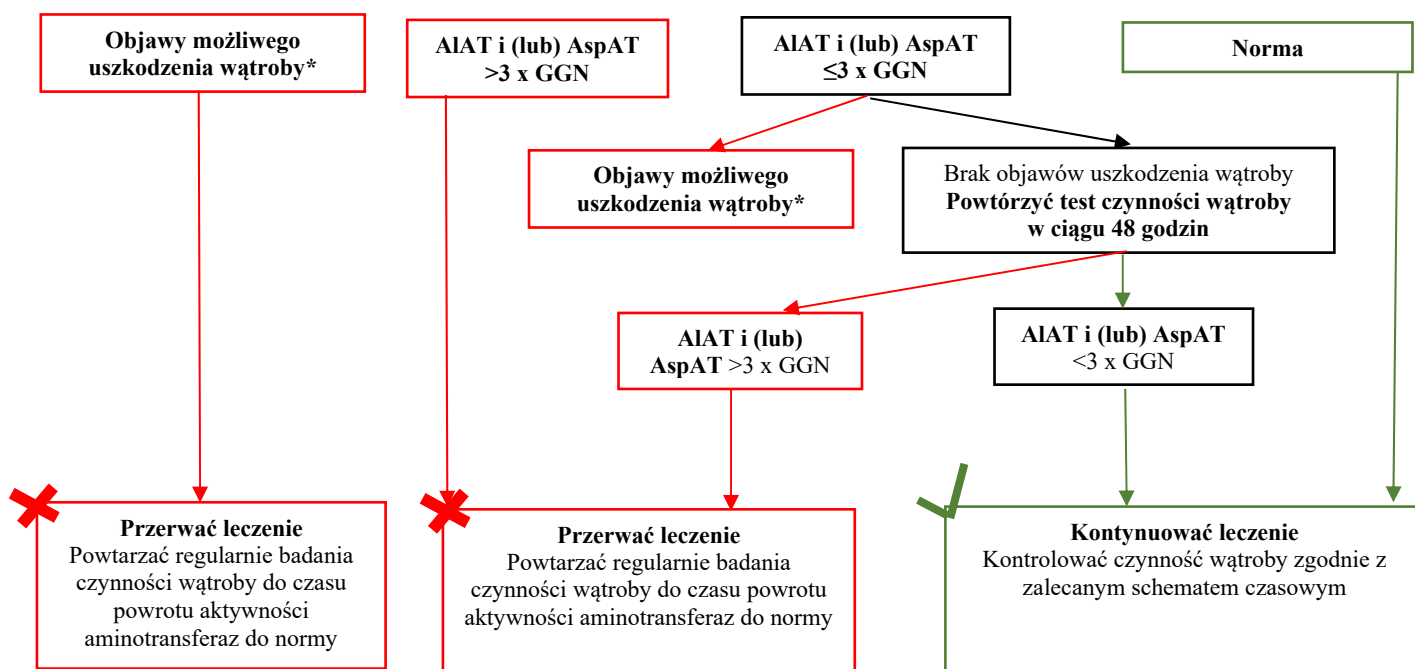 Objawy możliwego
uszkodzenia wątroby*
AlAT i (lub) AspAT
>3 x GGN
AlAT i (lub) AspAT
≤3 x GGN
Norma
Objawy możliwego
uszkodzenia wątroby*
Brak objawów uszkodzenia wątroby
Powtórzyć test czynności wątroby
w ciągu 48 godzin
AlAT i (lub)
AspAT >3 x GGN
AlAT i (lub) AspAT
<3 x GGN
Przerwać leczenie
Powtarzać regularnie badania
czynności wątroby do czasu
powrotu aktywności
aminotransferaz do normy
Przerwać leczenie
Powtarzać regularnie badania
czynności wątroby do czasu powrotu
aktywności aminotransferaz do normy
Kontynuować leczenie
Kontrolować czynność wątroby zgodnie z
zalecanym schematem czasowym